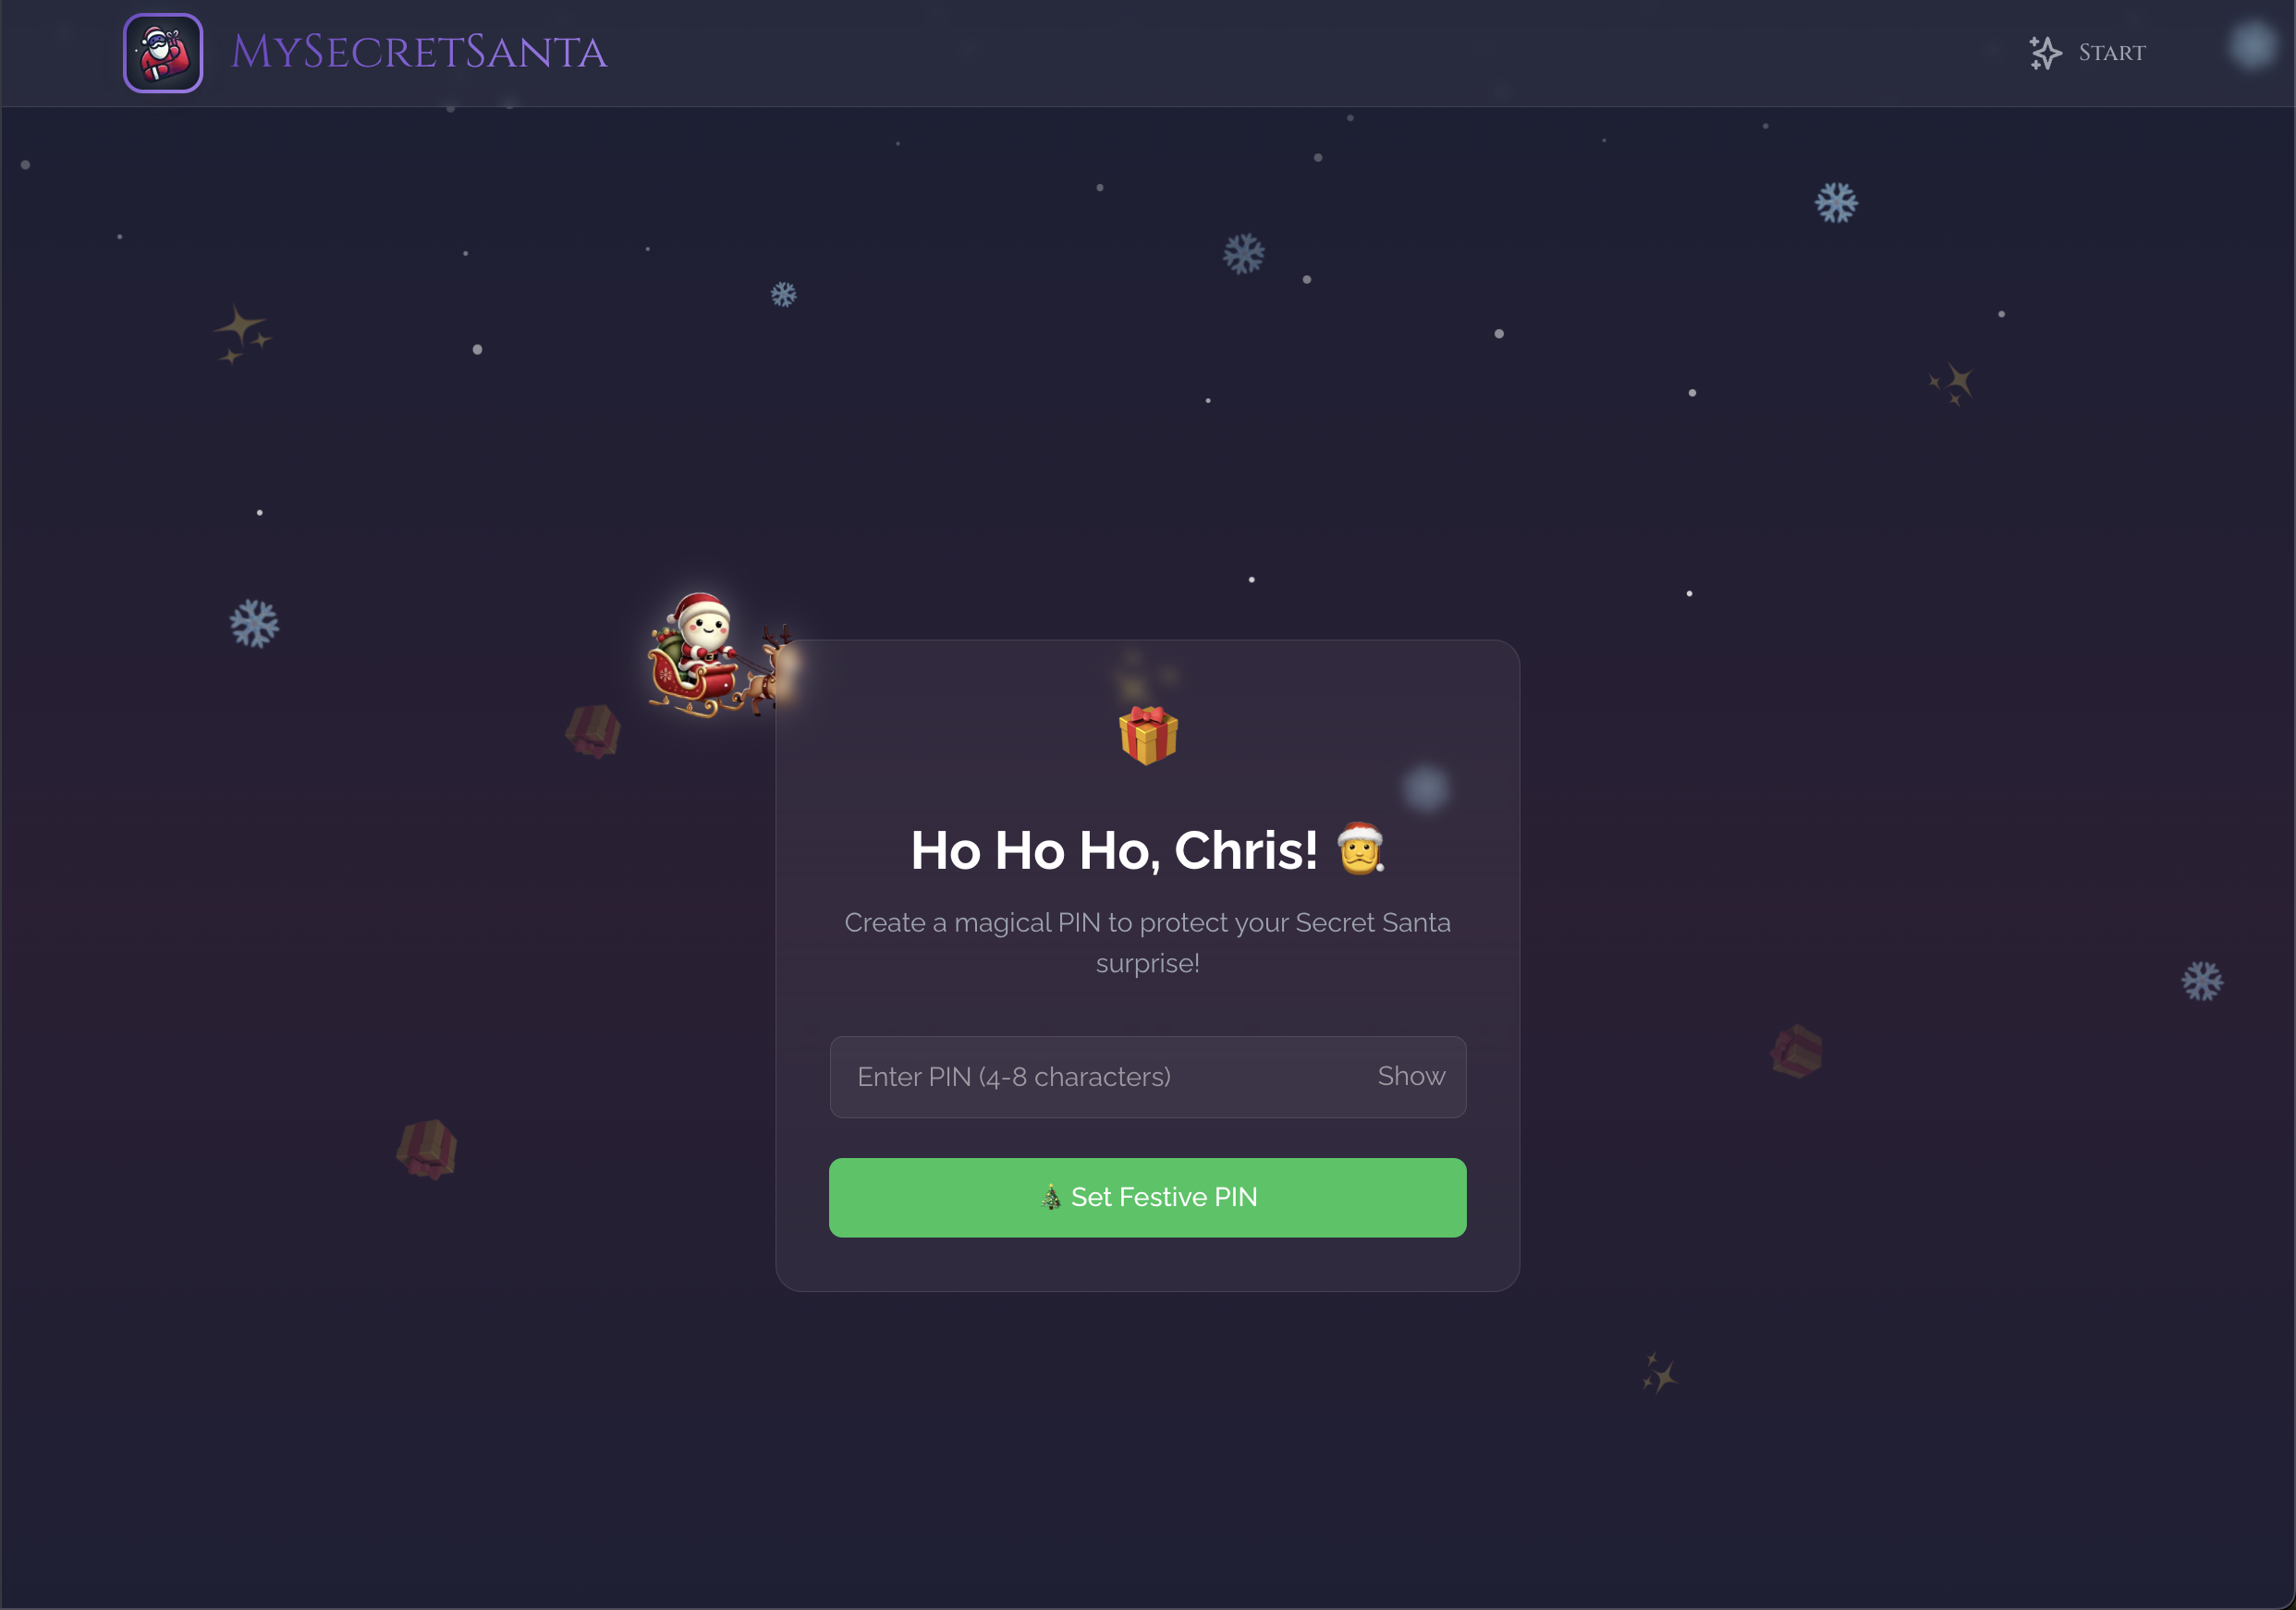 MySecretSanta
Start
Ho Ho Ho, Chris! 🎅
Create a magical PIN to protect your Secret Santa
surprise!
Enter PIN (4-8 characters)
Show
🎄 Set Festive PIN